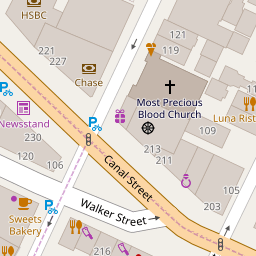 HSBC
121
119
221
227
Chase
Most Precious
Blood Church
Luna Rist
109
Newsstand
230
106
213
211
Canal Street
203
105
Walker Street
Sweets
Bakery
216
205